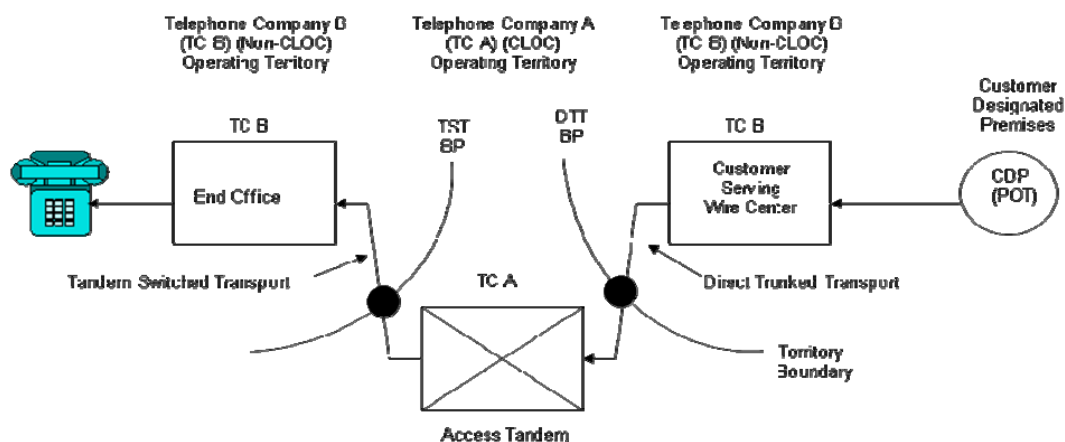 Telephone Company B
(TC B) (Non-CLOC)
Operating Territory
Telephone Company A
(TC A) (CLOC)
Operating Territory
Telephone Company B
(TC B) (Non-CLOC)
Operating Territory
Customer
Designated
Premises
TC B
TST
BP
DTT
BP
TC B
End Office
Customer
Serving
Wire Center
CDP
(POT)
Tandem Switched Transport
TC A
Direct Trunked Transport
Territory
Boundary
Access Tandem